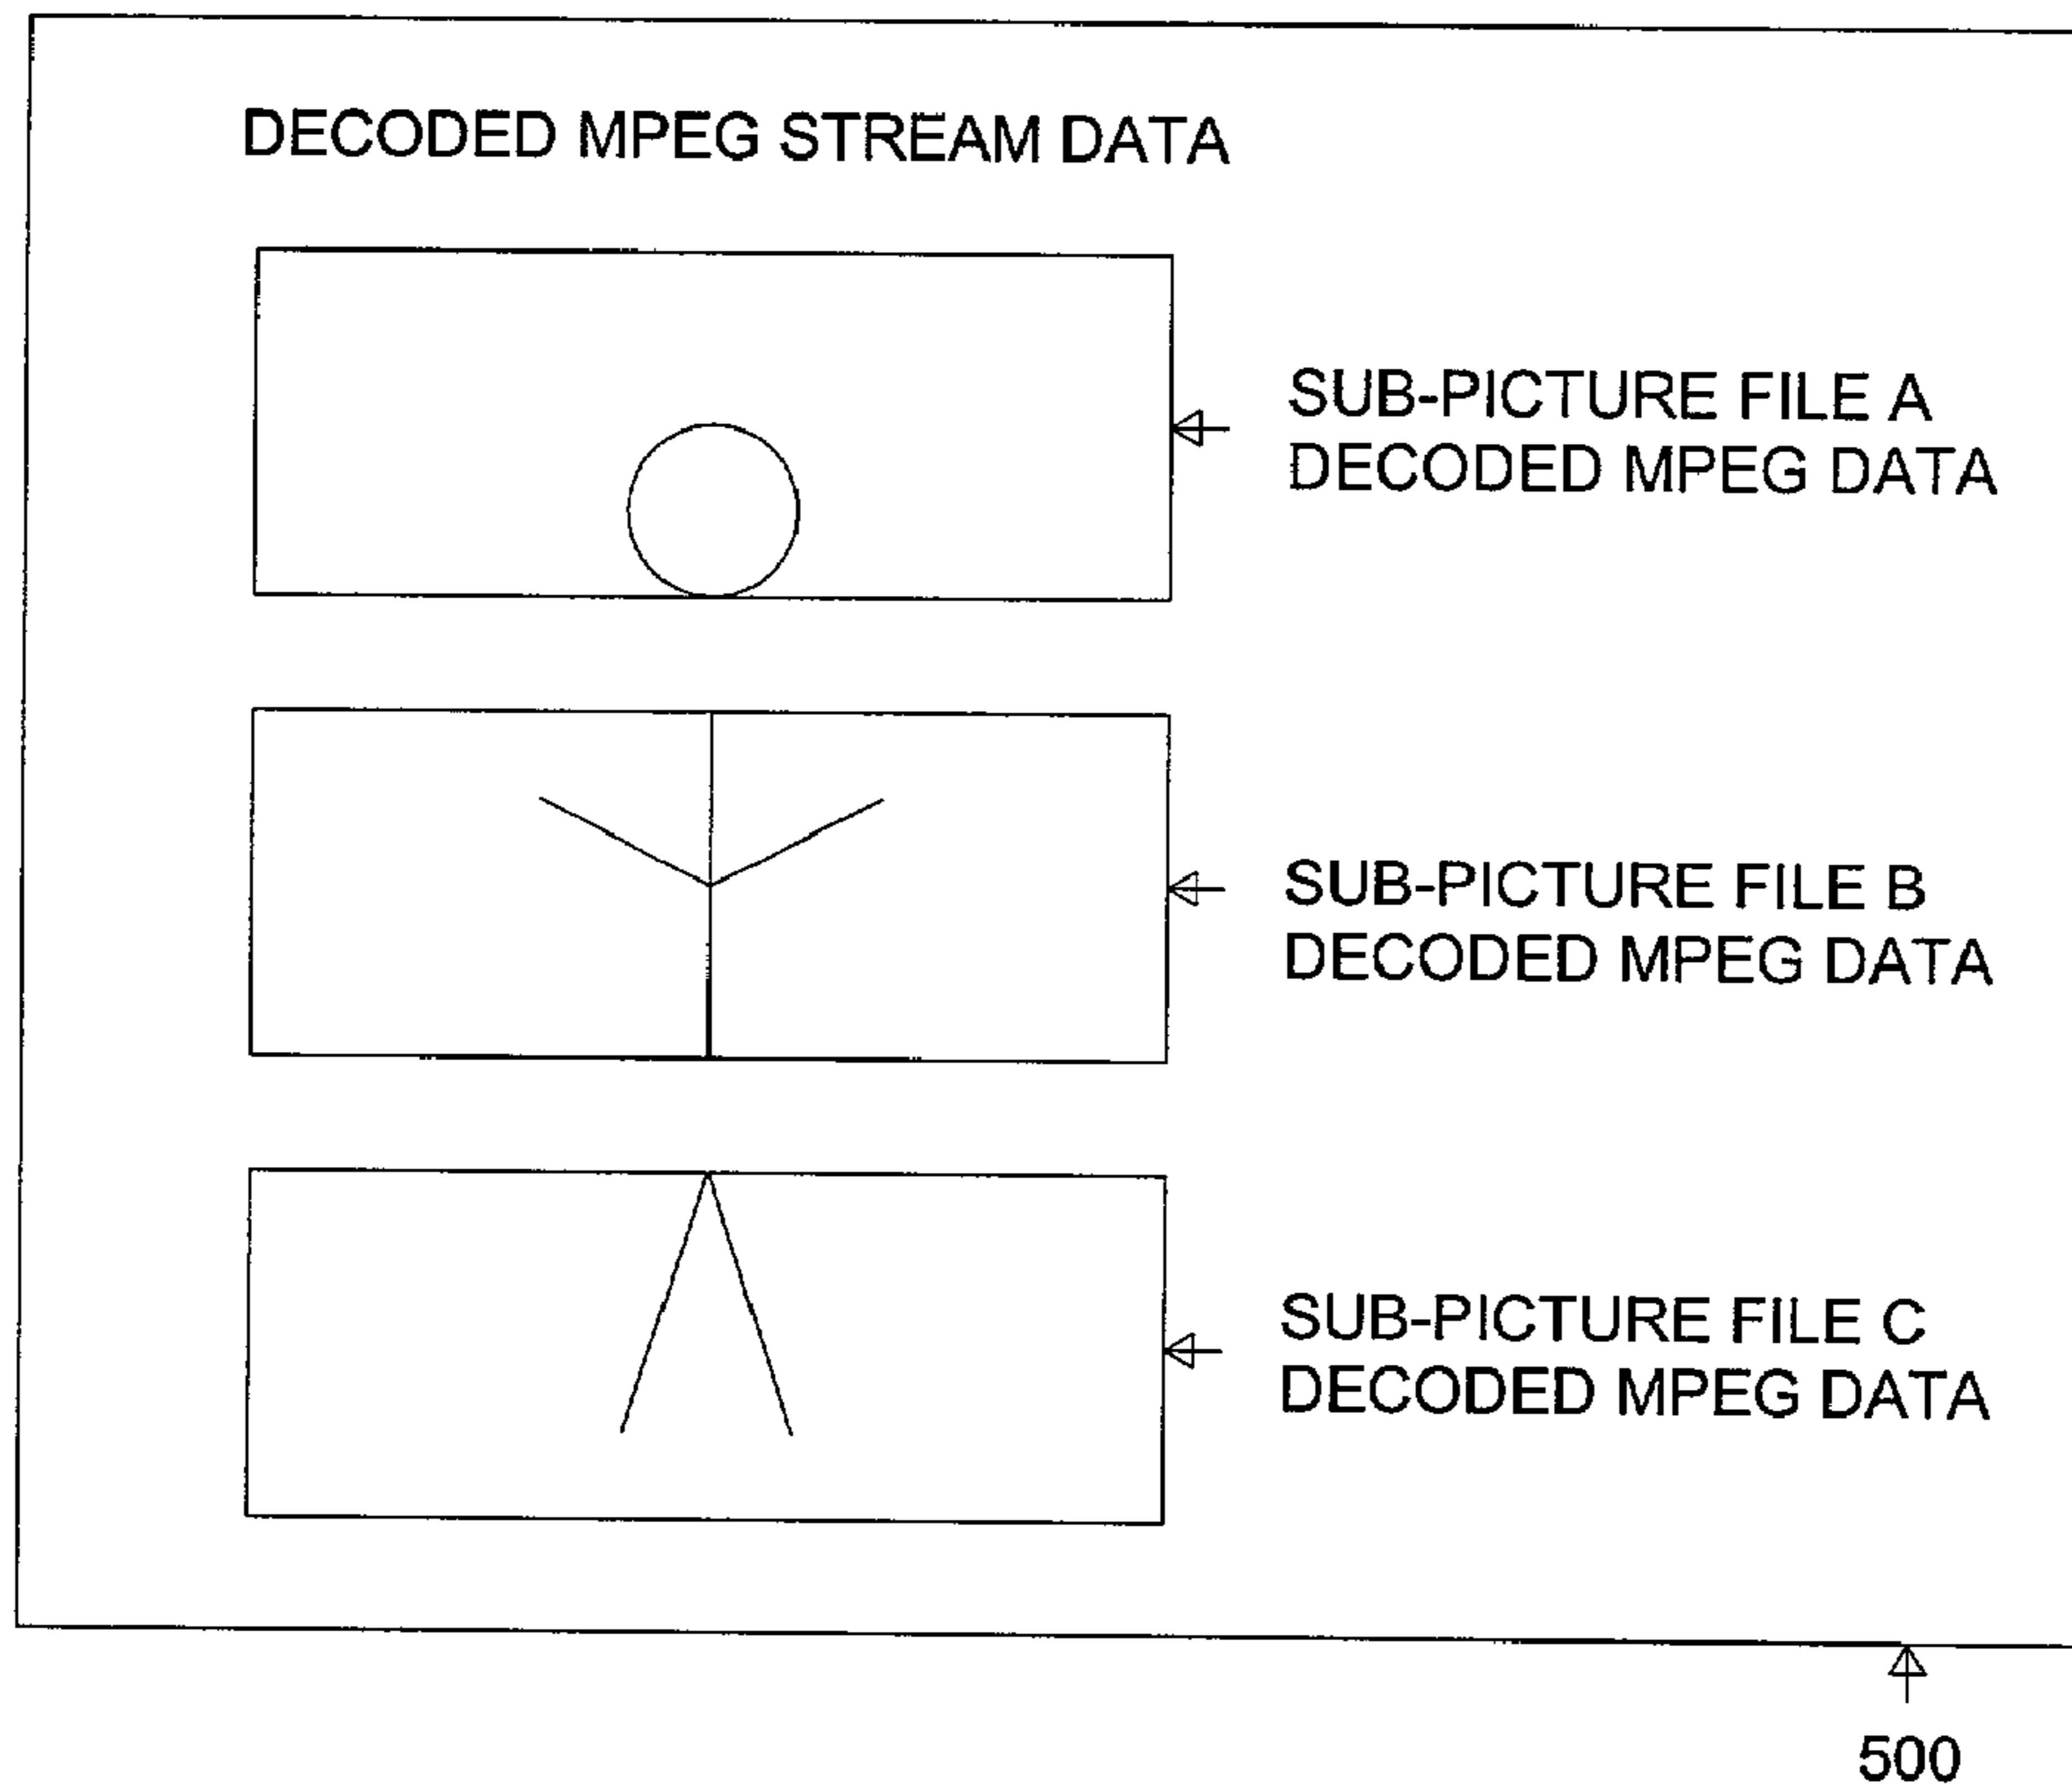 DECODED MPEG STREAM DATA
SUB-PICTURE FILE A
DECODED MPEG DATA
SUB-PICTURE FILE B
DECODED MPEG DATA
SUB-PICTURE FILE C
DECODED MPEG DATA
500